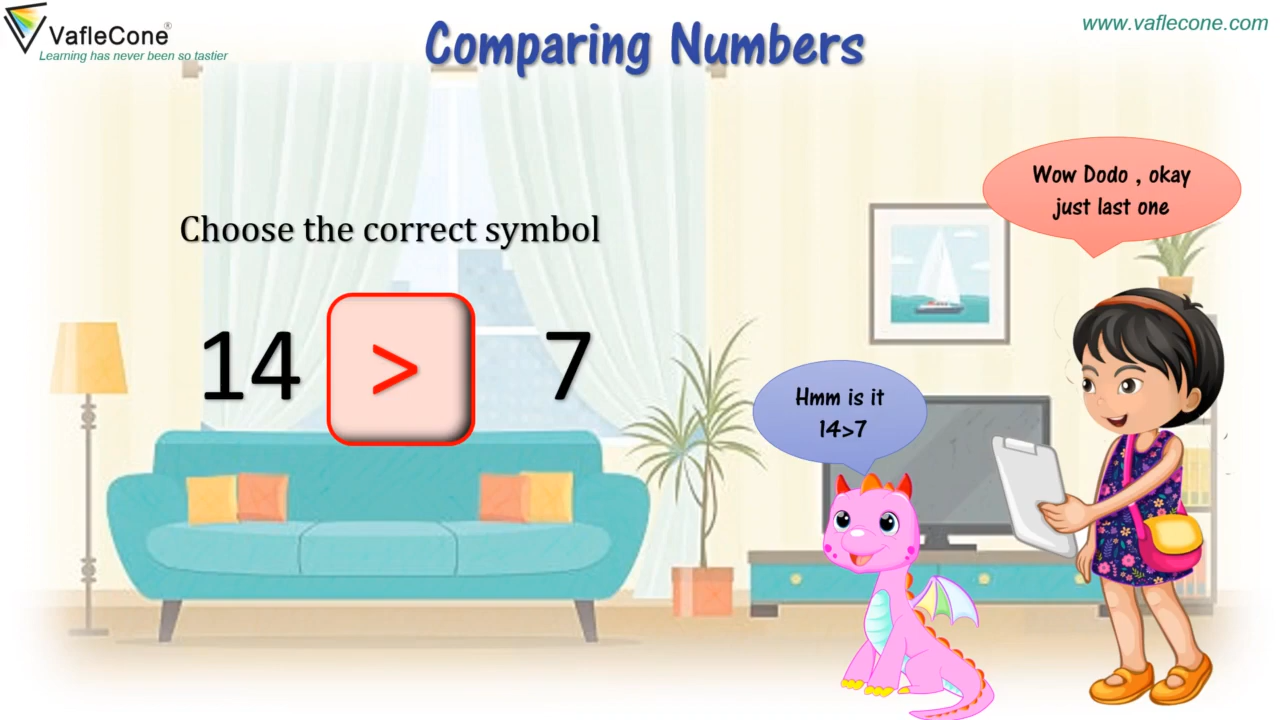 VafleCone®
Learning has never been so tastier
Comparing Numbers
www.vaflecone.com
Wow Dodo , okay
just last one
Choose the correct symbol
14 > 7
Hmm is it
14>7